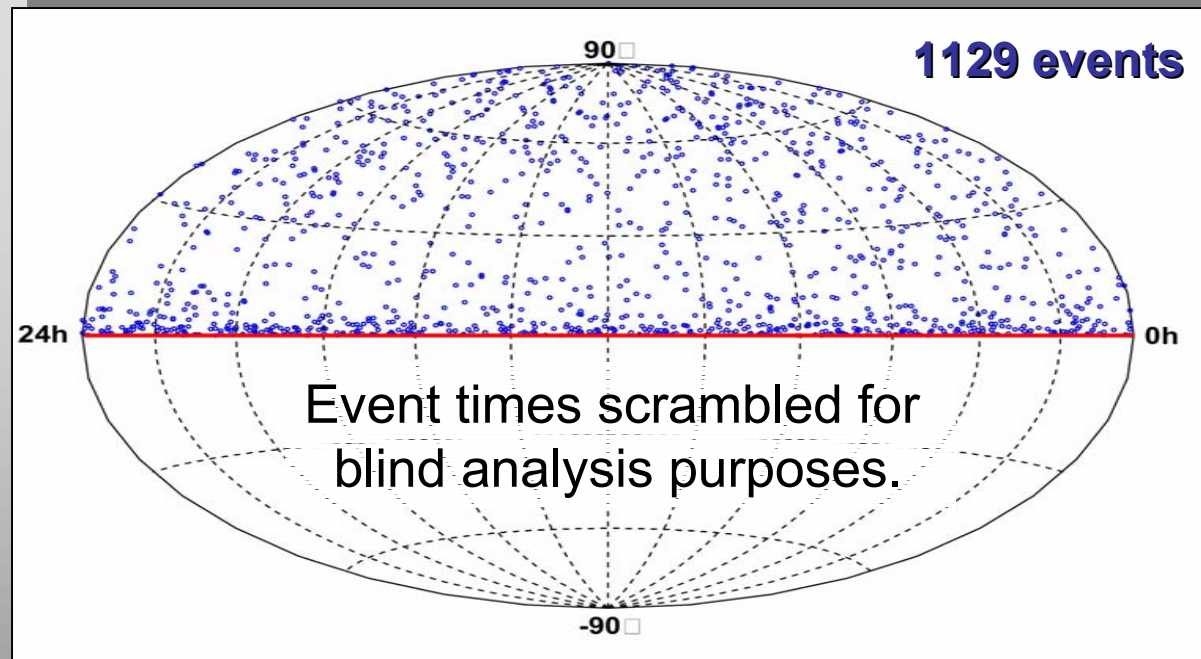 90□
1129 events
24h
0h
Event times scrambled for
blind analysis purposes.
-90□